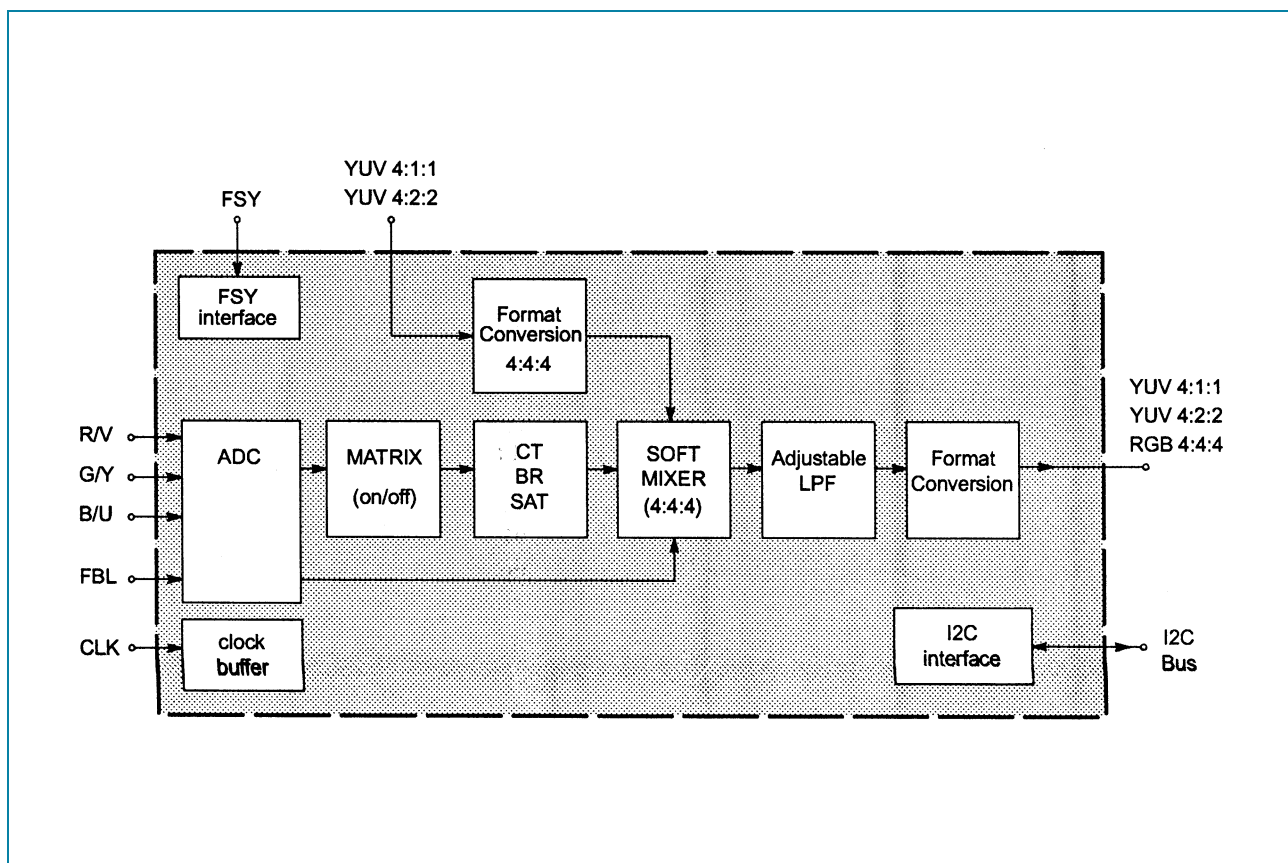 YUV 4:1:1
YUV 4:2:2
FSY
FSY
interface
Format
Conversion
4:4:4
YUV 4:1:1
YUV 4:2:2
RGB 4:4:4
R/V
G/Y
B/U
FBL
CLK
ADC
MATRIX
(on/off)
CT
BR
SAT
SOFT
MIXER
(4:4:4)
Adjustable
LPF
Format
Conversion
clock
buffer
I2C
interface
I2C
Bus